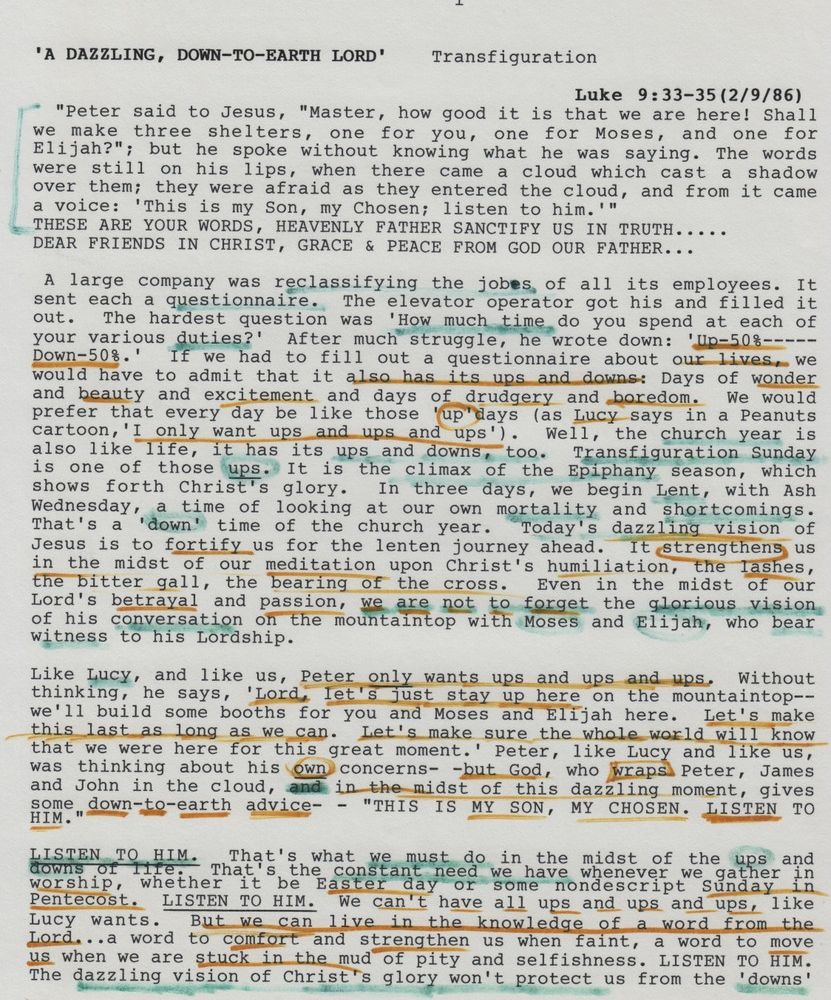 1
'A DAZZLING, DOWN-TO-EARTH LORD' Transfiguration
Luke 9:33-35(2/9/86)
"Peter said to Jesus, "Master, how good it is that we are here! Shall
we make three shelters, one for you, one for Moses, and one for
Elijah?"; but he spoke without knowing what he was saying. The words
were still on his lips, when there came a cloud which cast a shadow
over them; they were afraid as they entered the cloud, and from it came
a voice: 'This is my Son, my Chosen; listen to him.'"
THESE ARE YOUR WORDS, HEAVENLY FATHER SANCTIFY US IN TRUTH.....
DEAR FRIENDS IN CHRIST, GRACE & PEACE FROM GOD OUR FATHER...
A large company was reclassifying the jobes of all its employees. It
sent each a questionnaire. The elevator operator got his and filled it
out. The hardest question was 'How much time do you spend at each of
your various duties?' After much struggle, he wrote down: 'Up-50%-----
Down-50%.' If we had to fill out a questionnaire about our lives, we
would have to admit that it also has its ups and downs: Days of wonder
and beauty and excitement and days of drudgery and boredom. We would
prefer that every day be like those 'up'days (as Lucy says in a Peanuts
cartoon,'I only want ups and ups and ups'). Well, the church year is
also like life, it has its ups and downs, too. Transfiguration Sunday
is one of those ups. It is the climax of the Epiphany season, which
shows forth Christ's glory. In three days, we begin Lent, with Ash
Wednesday, a time of looking at our own mortality and shortcomings.
That's a 'down' time of the church year. Today's dazzling vision of
Jesus is to fortify us for the lenten journey ahead. It strengthens us
in the midst of our meditation upon Christ's humiliation, the lashes,
the bitter gall, the bearing of the cross. Even in the midst of our
Lord's betrayal and passion, we are not to forget the glorious vision
of his conversation on the mountaintop with Moses and Elijah, who bear
witness to his Lordship.
Like Lucy, and like us, Peter only wants ups and ups and ups. Without
thinking, he says, 'Lord, let's just stay up here on the mountaintop--
we'll build some booths for you and Moses and Elijah here. Let's make
this last as long as we can. Let's make sure the whole world will know
that we were here for this great moment.' Peter, like Lucy and like us,
was thinking about his own concerns- -but God, who wraps Peter, James
and John in the cloud, and in the midst of this dazzling moment, gives
some down-to-earth advice- - "THIS IS MY SON, MY CHOSEN. LISTEN TO
HIM."
LISTEN TO HIM. That's what we must do in the midst of the ups and
downs of life. That's the constant need we have whenever we gather in
worship, whether it be Easter day or some nondescript Sunday in
Pentecost. LISTEN TO HIM. We can't have all ups and ups and ups, like
Lucy wants. But we can live in the knowledge of a word from the
Lord...a word to comfort and strengthen us when faint, a word to move
us when we are stuck in the mud of pity and selfishness. LISTEN TO HIM.
The dazzling vision of Christ's glory won't protect us from the 'downs'